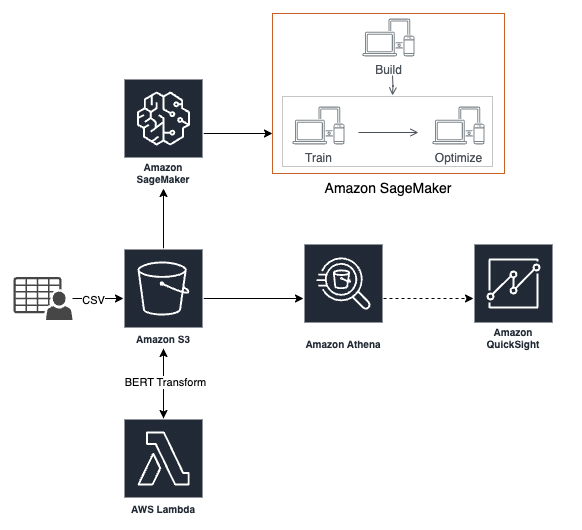 Build
Train
Optimize
Amazon SageMaker
Amazon
SageMaker
CSV
Amazon S3
Amazon Athena
Amazon
QuickSight
BERT Transform
AWS Lambda